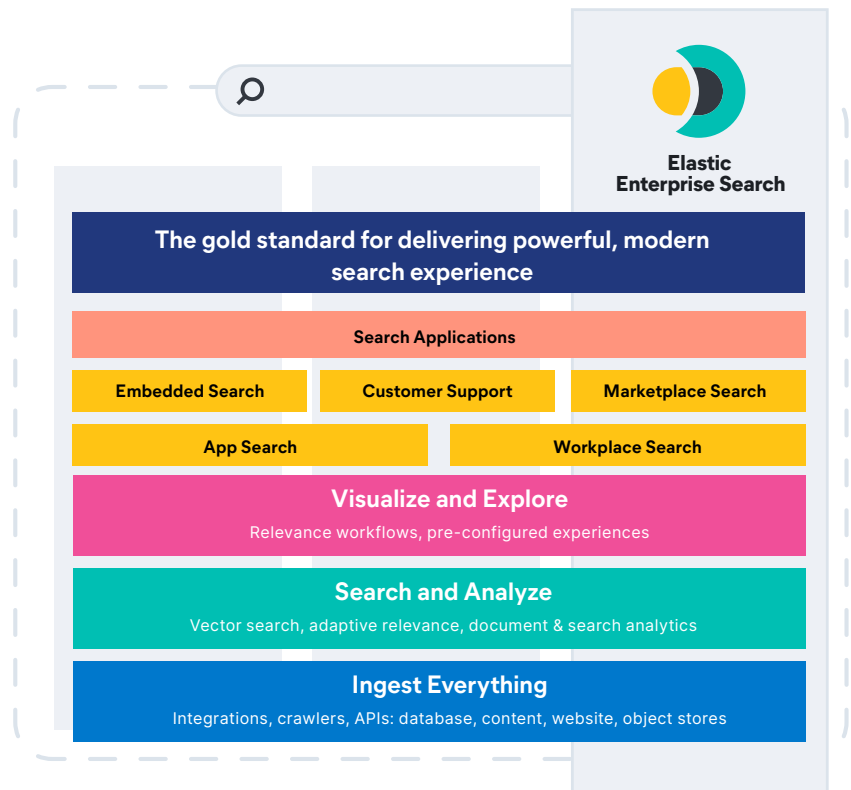 Elastic
Enterprise Search
The gold standard for delivering powerful, modern
search experience
Search Applications
Embedded Search
Customer Support
Marketplace Search
App Search
Workplace Search
Visualize and Explore
Relevance workflows, pre-configured experiences
Search and Analyze
Vector search, adaptive relevance, document & search analytics
Ingest Everything
Integrations, crawlers, APIs: database, content, website, object stores